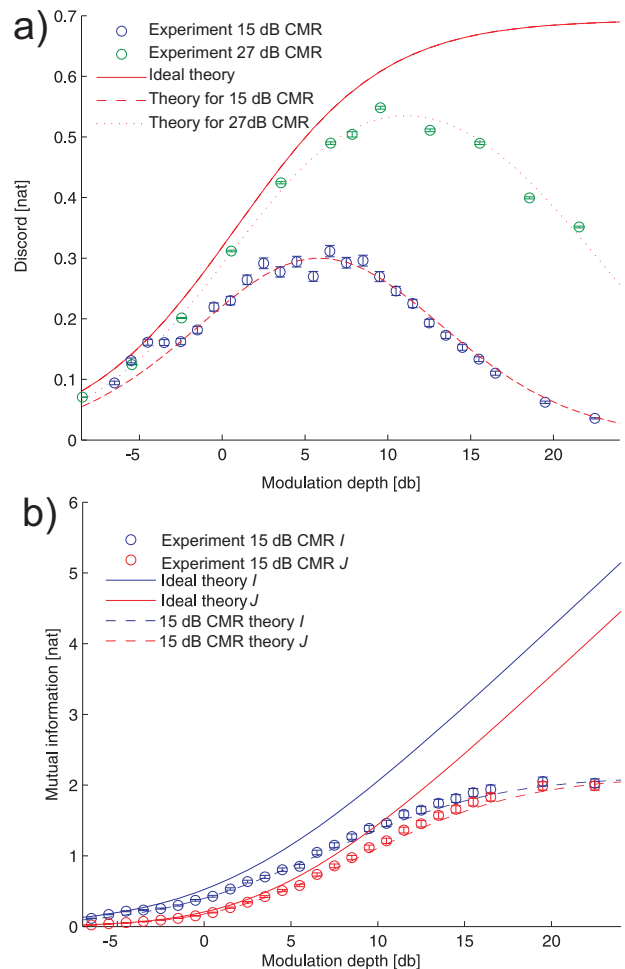 a)
0.7
0.6
0.5
0.4
0.3
0.2
0.1
0
Discord [nat]
Experiment 15 dB CMR
Experiment 27 dB CMR
Ideal theory
Theory for 15 dB CMR
Theory for 27dB CMR
-5 0 5 10 15 20
Modulation depth [db]
b)
6
5
4
3
2
1
0
Mutual information [nat]
Experiment 15 dB CMR I
Experiment 15 dB CMR J
Ideal theory I
Ideal theory J
15 dB CMR theory I
15 dB CMR theory J
-5 0 5 10 15 20
Modulation depth [db]